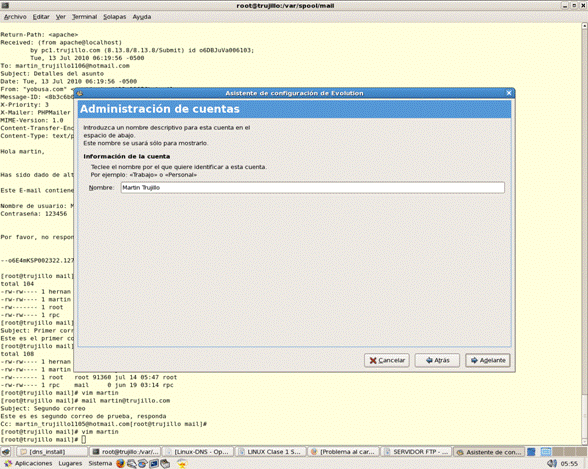 root@trujillo:/var/spool/mail
Archivo Editar Ver Terminal Solapas Ayuda
Return-Path: <apache>
Received: (from apache@localhost)
by pc1.trujillo.com (8.13.8/8.13.8/Submit) id o6DBJuVa006103;
Tue, 13 Jul 2010 06:19:56 -0500
To: martin_trujillo1106@hotmail.com
Subject: Detalles del asunto
Date: Tue, 13 Jul 2010 06:19:56 -0500
From: "yobusa.com"
Message-ID: <8b3c6b
X-Priority: 3
X-Mailer: PHPMailer
MIME-Version: 1.0
Content-Transfer-Enc
Content-Type: text/p
Hola martin,
Has sido dado de alt
Este E-mail contiene
Nombre de usuario: M
Contraseña: 123456
Por favor, no respon
--o6E4mKSP002322.127
[root@trujillo mail]
total 104
-rw-rw---- 1 hernan
-rw-rw---- 1 martin
-rw------- 1 root
-rw-rw---- 1 rpc
[root@trujillo mail]
Subject: Primer corr
Este es el primer co
[root@trujillo mail]
total 108
-rw-rw---- 1 hernan
-rw-rw---- 1 martin
-rw------- 1 root root 91360 jul 14 05:47 root
-rw-rw---- 1 rpc mail 0 jun 19 03:14 rpc
[root@trujillo mail]# vim martin
[root@trujillo mail]# mail martin@trujillo.com
Subject: Segundo correo
Este es es segundo correo de prueba, responda
Cc: martin_trujillo1105@hotmail.com[root@trujillo mail]#
[root@trujillo mail]# vim martin
[root@trujillo mail]#
Asistente de configuración de Evolution
Administración de cuentas
Introduzca un nombre descriptivo para esta cuenta en el
espacio de abajo.
Este nombre se usará sólo para mostrarlo.
Información de la cuenta
Teclee el nombre por el que quiere identificar a esta cuenta.
Por ejemplo: «Trabajo» o «Personal»
Nombre: Martin Trujillo
Cancelar Atrás Adelante
[dns_install] root@trujillo:/var/... [Linux-DNS - Op... LINUX Clase 1 S... [Problema al car... SERVIDOR FTP - ... Asistente de con...
Aplicaciones Lugares Sistema 05:55